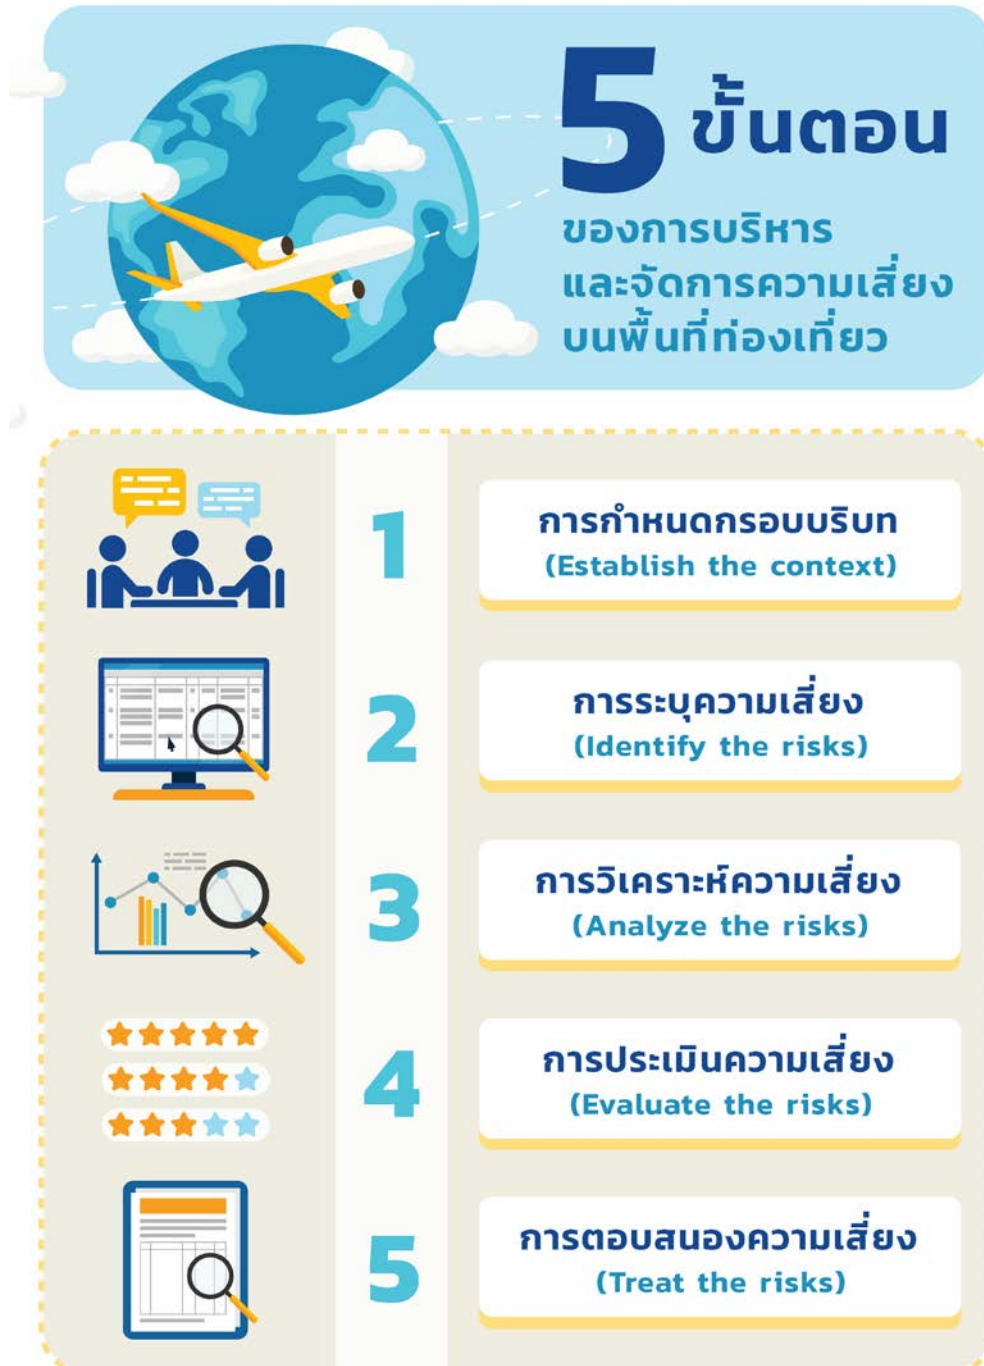 5 ขั้นตอน
ของการบริหาร
และจัดการความเสี่ยง
บนพื้นที่ท่องเที่ยว
1
การกำหนดกรอบบริบท
(Establish the context)
2
การระบุความเสี่ยง
(Identify the risks)
3
การวิเคราะห์ความเสี่ยง
(Analyze the risks)
4
การประเมินความเสี่ยง
(Evaluate the risks)
5
การตอบสนองความเสี่ยง
(Treat the risks)